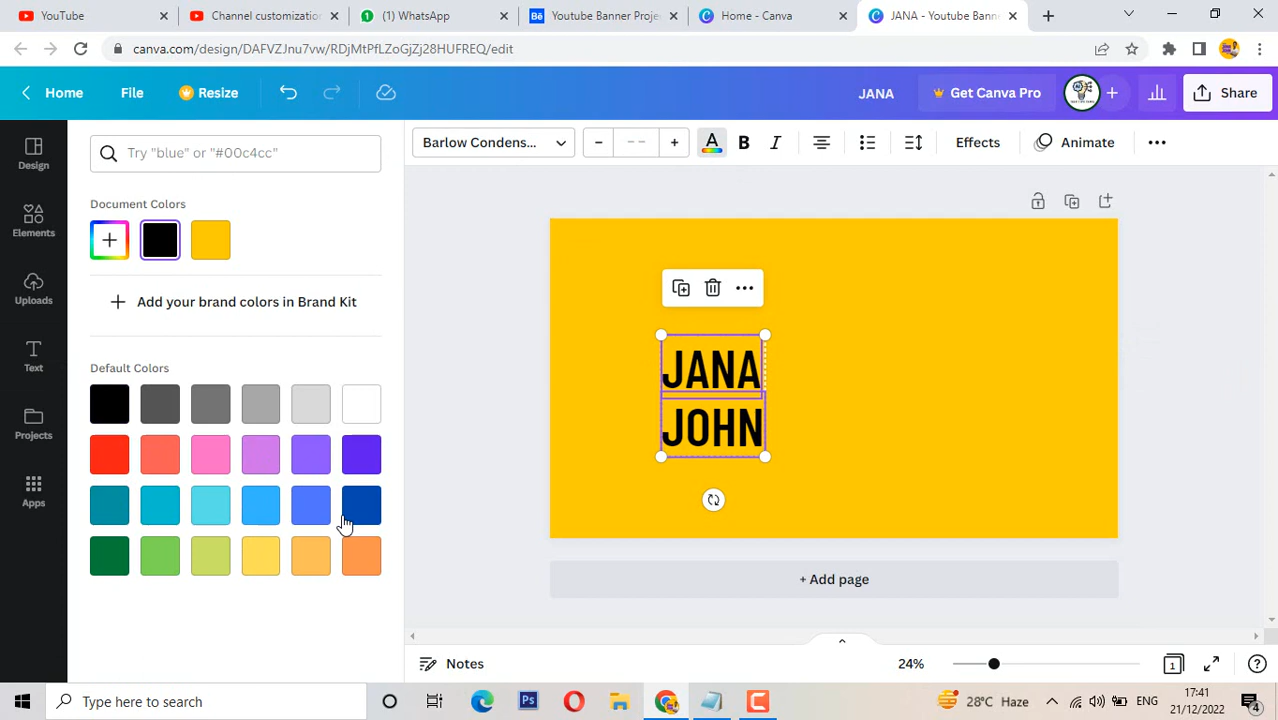 YouTube
Channel customizatio
(1) WhatsApp
Youtube Banner Proje
Home - Canva
JANA - Youtube Bann
canva.com/design/DAFVZJnu7vw/RDjMtPfLZoGjZj28HUFREQ/edit
Home
File
Resize
JANA
Get Canva Pro
Share
Try "blue" or "#00c4cc"
Barlow Condens...
A
B
I
Effects
Animate
Design
Elements
Uploads
Text
Projects
Apps
Document Colors
Add your brand colors in Brand Kit
Default Colors
JANA
JOHN
+ Add page
Notes
24%
1
Type here to search
Ps
28°C Haze
ENG
17:41
21/12/2022
4